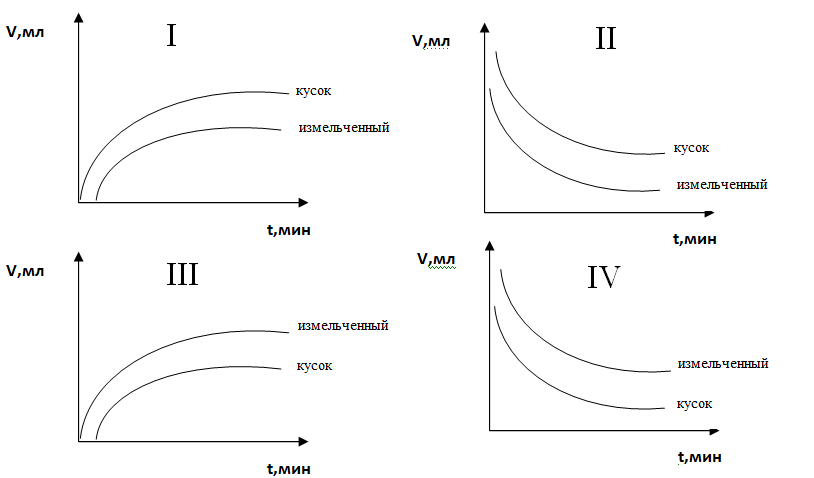 V,мл
I
кусок
измельченный
t,мин
V,мл
II
кусок
измельченный
t,мин
V,мл
III
измельченный
кусок
t,мин
V,мл
IV
измельченный
кусок
t,мин